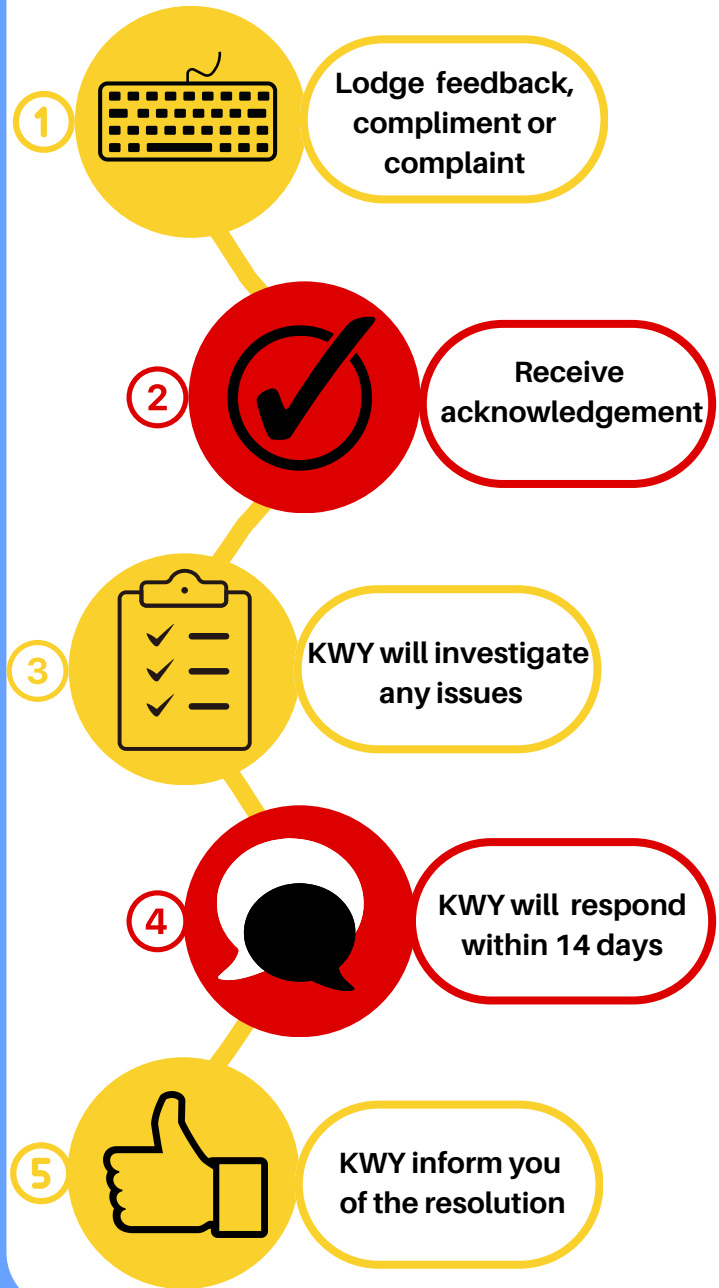 1
Lodge feedback,
compliment or
complaint
2
Receive
acknowledgement
3
KWY will investigate
any issues
4
KWY will respond
within 14 days
5
KWY inform you
of the resolution